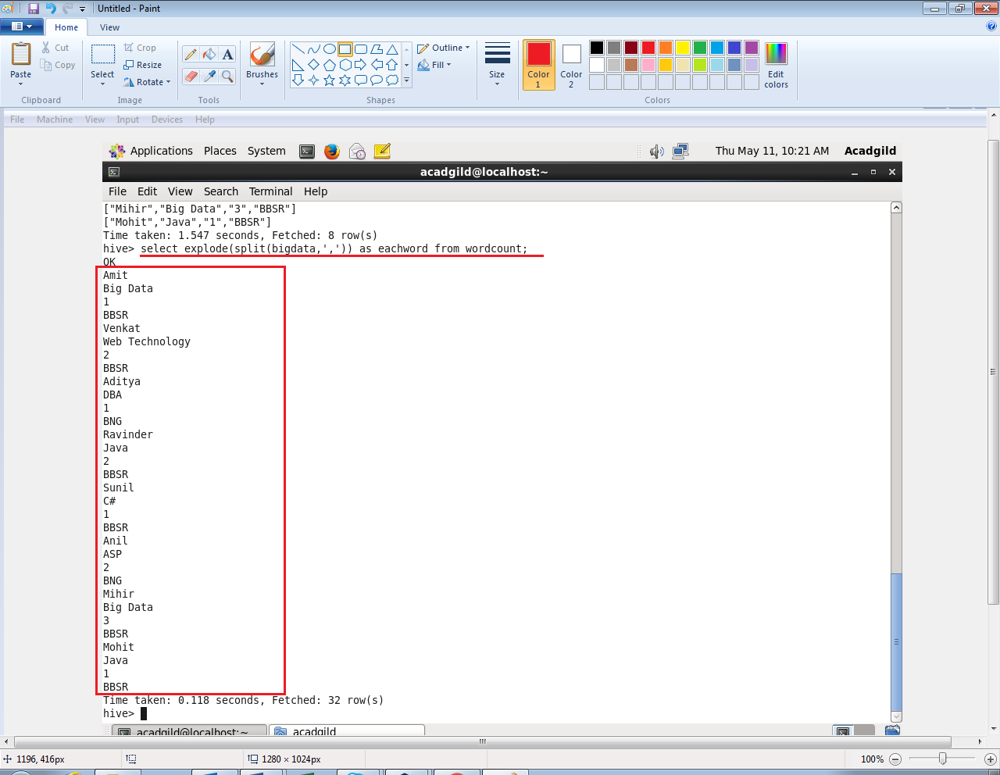 Untitled - Paint
Home
View
Paste
Cut
Copy
Clipboard
Select
Crop
Resize
Rotate
Image
A
Tools
Brushes
Outline
Fill
Shapes
Size
Color 1
Color 2
Edit colors
Colors
File Machine View Input Devices Help
Applications Places System
Thu May 11, 10:21 AM Acadgild
acadgild@localhost:~
File Edit View Search Terminal Help
["Mihir","Big Data","3","BBSR"]
["Mohit","Java","1","BBSR"]
Time taken: 1.547 seconds, Fetched: 8 row(s)
hive> select explode(split(bigdata,',')) as eachword from wordcount;
OK
Amit
Big Data
1
BBSR
Venkat
Web Technology
2
BBSR
Aditya
DBA
1
BNG
Ravinder
Java
2
BBSR
Sunil
C#
1
BBSR
Anil
ASP
2
BNG
Mihir
Big Data
3
BBSR
Mohit
Java
1
BBSR
Time taken: 0.118 seconds, Fetched: 32 row(s)
hive>
acadgild@localhost:~
acadgild
1196, 416px
1280 × 1024px
100%